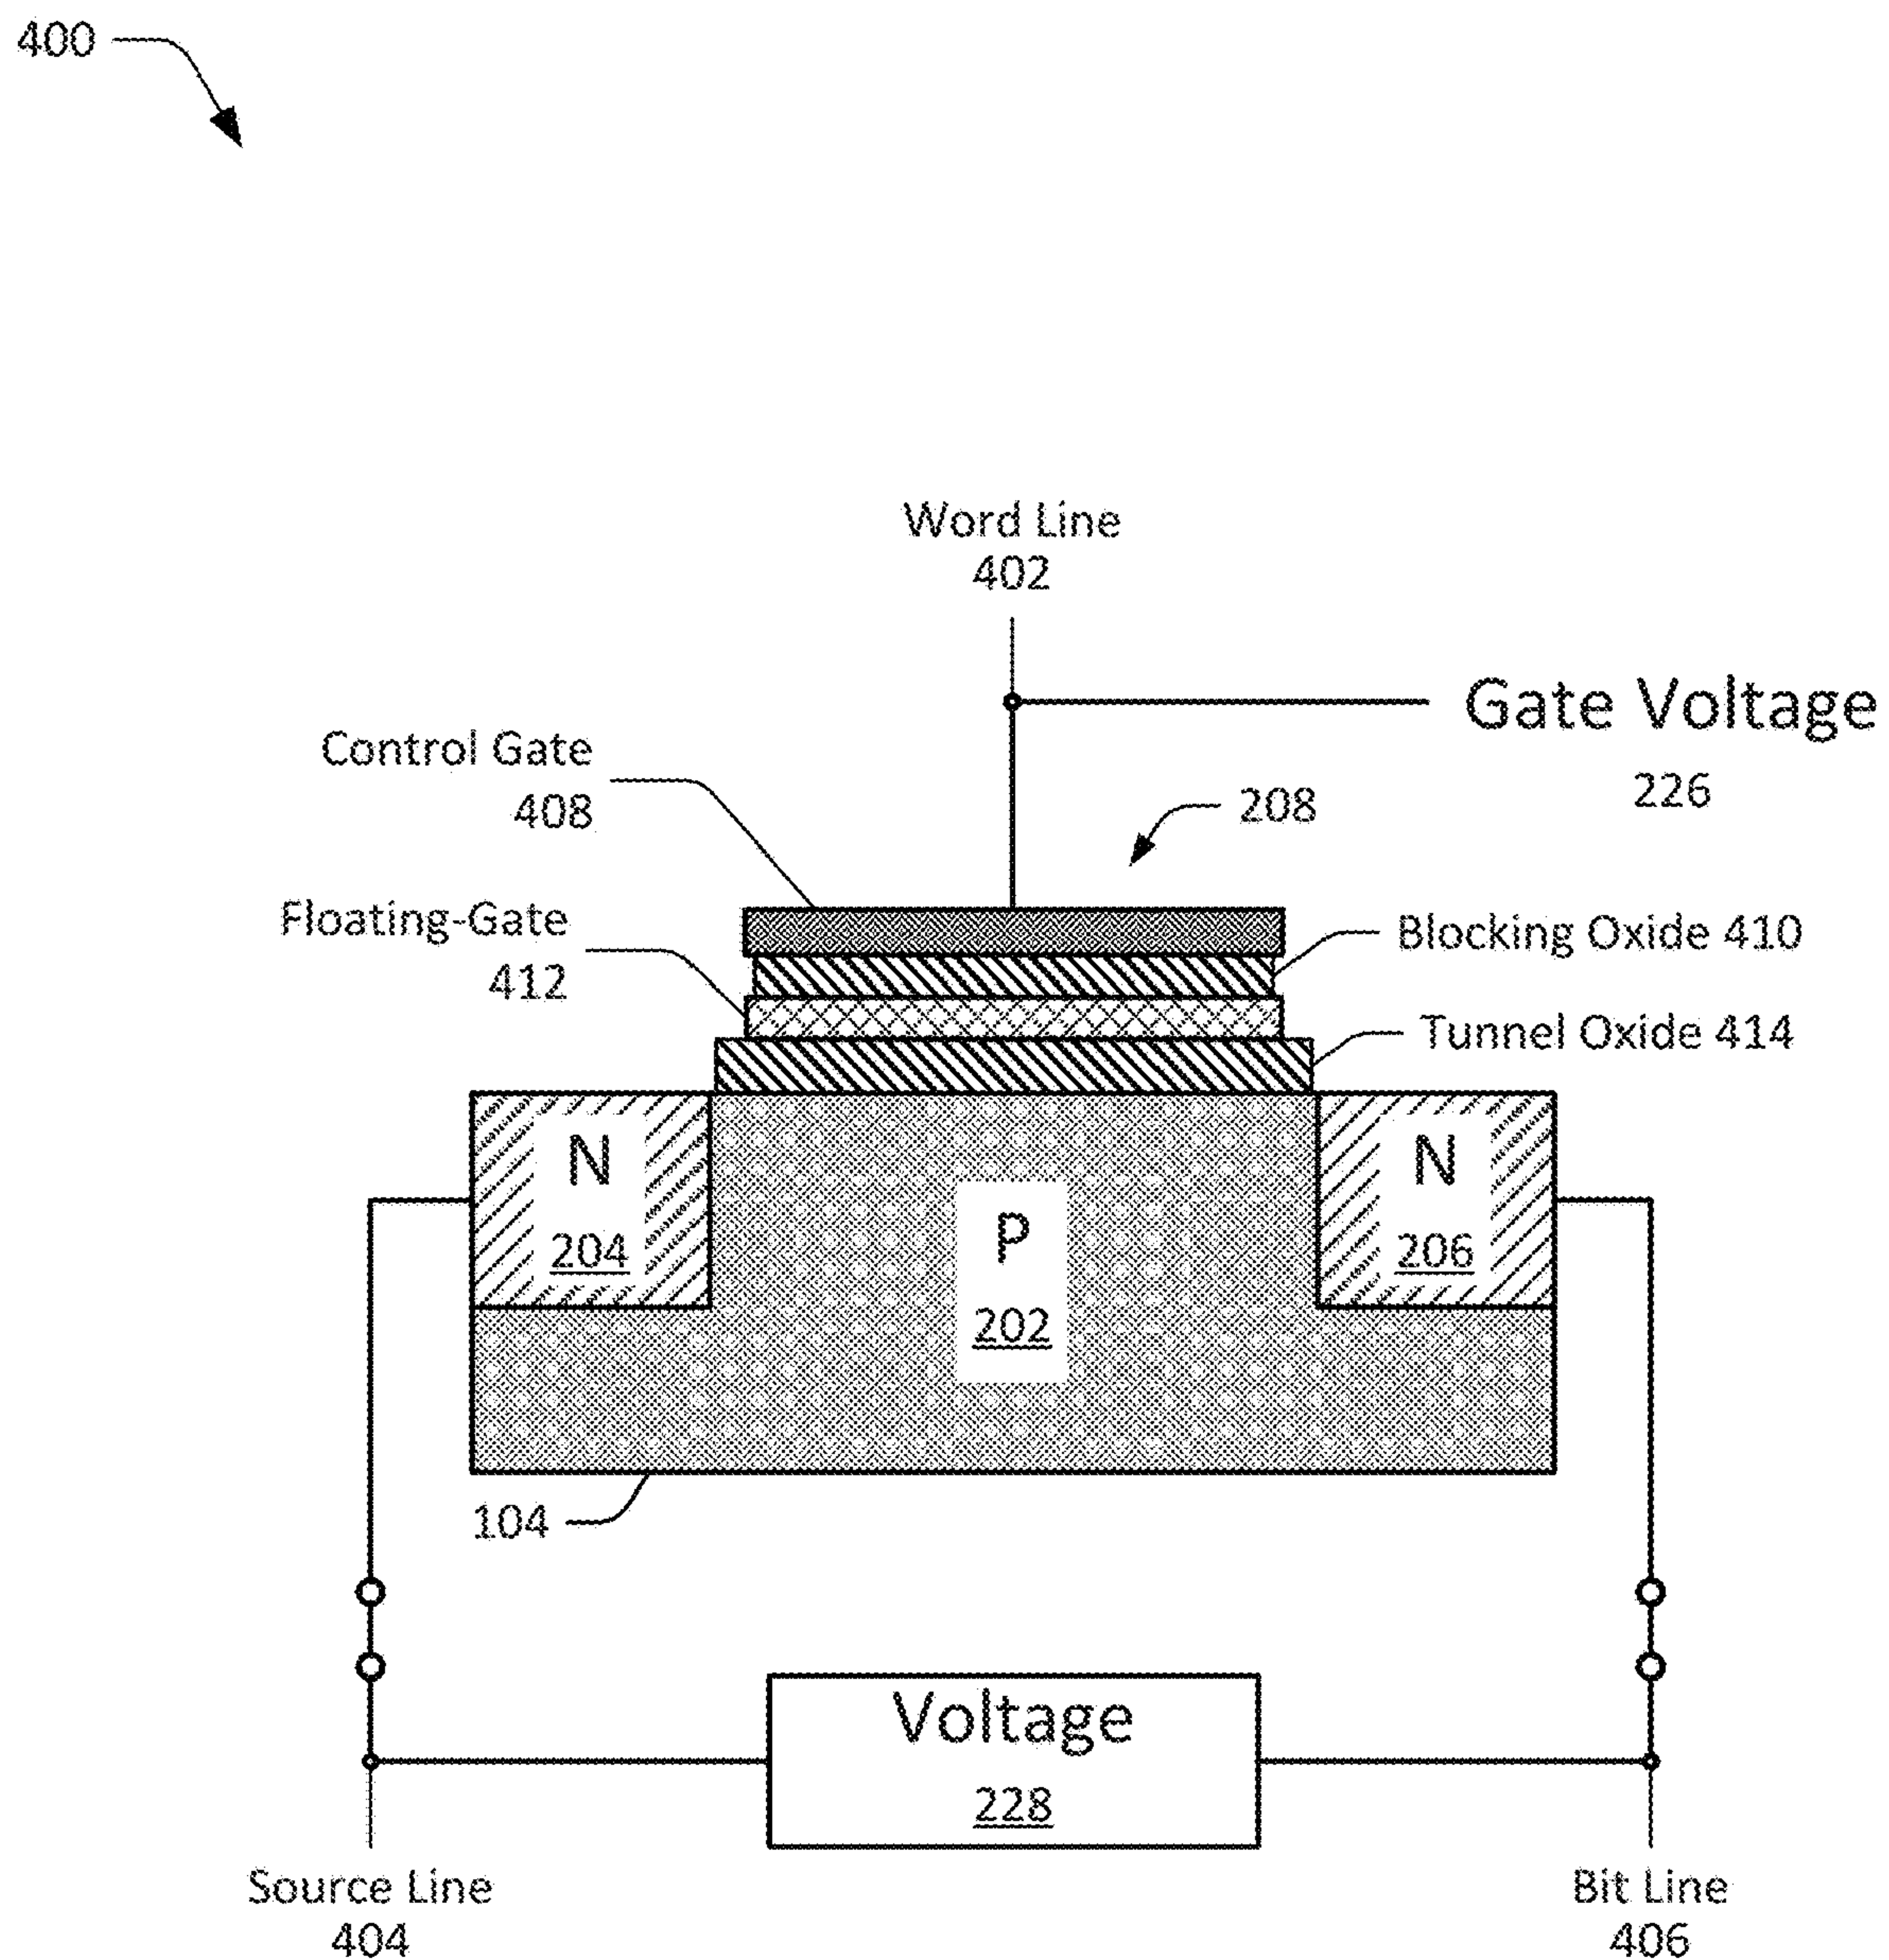 400
Word Line
402
Gate Voltage
226
Control Gate
408
208
Floating-Gate
412
Blocking Oxide 410
Tunnel Oxide 414
N
204
P
202
N
206
104
Voltage
228
Source Line
404
Bit Line
406